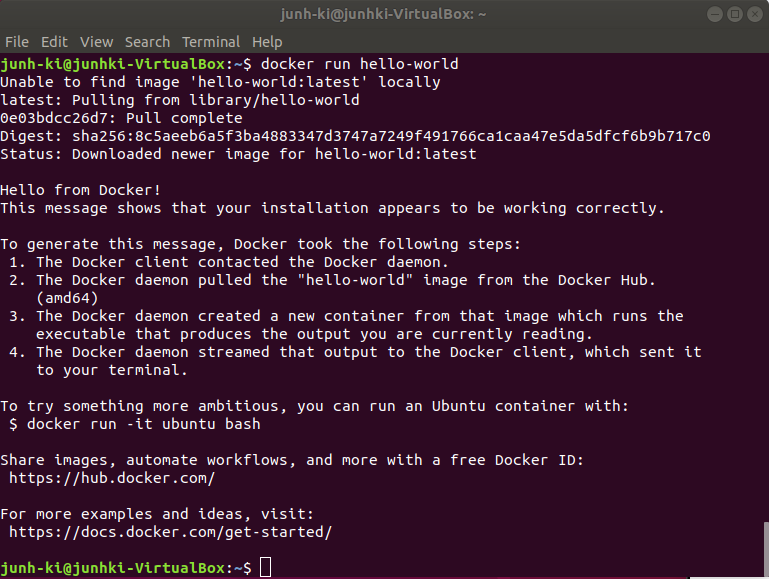 junh-ki@junhki-VirtualBox: ~
File Edit View Search Terminal Help
junh-ki@junhki-VirtualBox:~$ docker run hello-world
Unable to find image 'hello-world:latest' locally
latest: Pulling from library/hello-world
0e03bdcc26d7: Pull complete
Digest: sha256:8c5aeeb6a5f3ba4883347d3747a7249f491766ca1caa47e5da5dfcf6b9b717c0
Status: Downloaded newer image for hello-world:latest

Hello from Docker!
This message shows that your installation appears to be working correctly.

To generate this message, Docker took the following steps:
 1. The Docker client contacted the Docker daemon.
 2. The Docker daemon pulled the "hello-world" image from the Docker Hub.
    (amd64)
 3. The Docker daemon created a new container from that image which runs the
    executable that produces the output you are currently reading.
 4. The Docker daemon streamed that output to the Docker client, which sent it
    to your terminal.

To try something more ambitious, you can run an Ubuntu container with:
 $ docker run -it ubuntu bash

Share images, automate workflows, and more with a free Docker ID:
 https://hub.docker.com/

For more examples and ideas, visit:
 https://docs.docker.com/get-started/

junh-ki@junhki-VirtualBox:~$